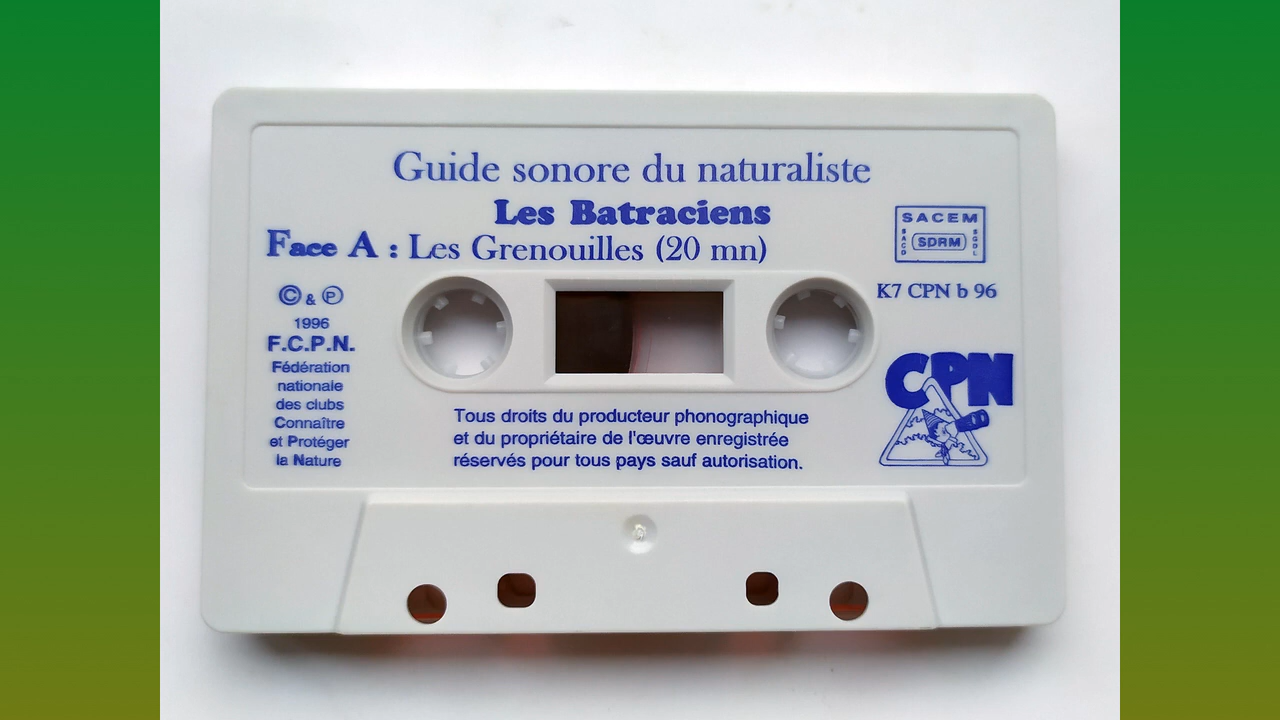 Guide sonore du naturaliste
Les Batraciens
Face A : Les Grenouilles (20 mn)
SACEM
SACD SDRM SGDL
K7 CPN b 96
© & ℗
1996
F.C.P.N.
Fédération
nationale
des clubs
Connaître
et Protéger
la Nature
Tous droits du producteur phonographique
et du propriétaire de l'œuvre enregistrée
réservés pour tous pays sauf autorisation.
CPN